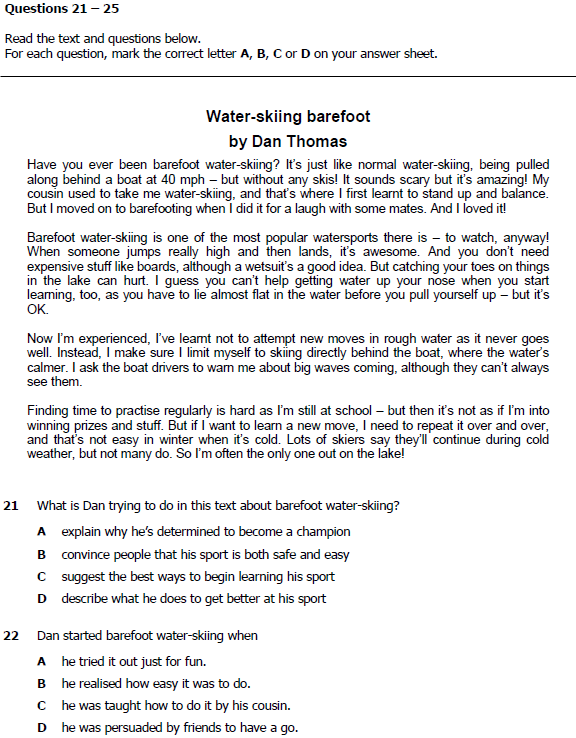 Questions 21 – 25
Read the text and questions below.
For each question, mark the correct letter A, B, C or D on your answer sheet.
Water-skiing barefoot
by Dan Thomas
Have you ever been barefoot water-skiing? It's just like normal water-skiing, being pulled
along behind a boat at 40 mph – but without any skis! It sounds scary but it's amazing! My
cousin used to take me water-skiing, and that's where I first learnt to stand up and balance.
But I moved on to barefooting when I did it for a laugh with some mates. And I loved it!
Barefoot water-skiing is one of the most popular watersports there is – to watch, anyway!
When someone jumps really high and then lands, it's awesome. And you don't need
expensive stuff like boards, although a wetsuit's a good idea. But catching your toes on things
in the lake can hurt. I guess you can't help getting water up your nose when you start
learning, too, as you have to lie almost flat in the water before you pull yourself up – but it's
OK.
Now I'm experienced, I've learnt not to attempt new moves in rough water as it never goes
well. Instead, I make sure I limit myself to skiing directly behind the boat, where the water's
calmer. I ask the boat drivers to warn me about big waves coming, although they can't always
see them.
Finding time to practise regularly is hard as I'm still at school – but then it's not as if I'm into
winning prizes and stuff. But if I want to learn a new move, I need to repeat it over and over,
and that's not easy in winter when it's cold. Lots of skiers say they'll continue during cold
weather, but not many do. So I'm often the only one out on the lake!
21 What is Dan trying to do in this text about barefoot water-skiing?
A explain why he's determined to become a champion
B convince people that his sport is both safe and easy
C suggest the best ways to begin learning his sport
D describe what he does to get better at his sport
22 Dan started barefoot water-skiing when
A he tried it out just for fun.
B he realised how easy it was to do.
C he was taught how to do it by his cousin.
D he was persuaded by friends to have a go.